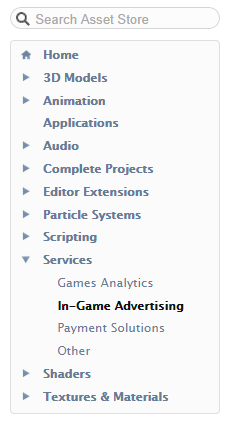 Search Asset Store
Home
3D Models
Animation
Applications
Audio
Complete Projects
Editor Extensions
Particle Systems
Scripting
Services
Games Analytics
In-Game Advertising
Payment Solutions
Other
Shaders
Textures & Materials